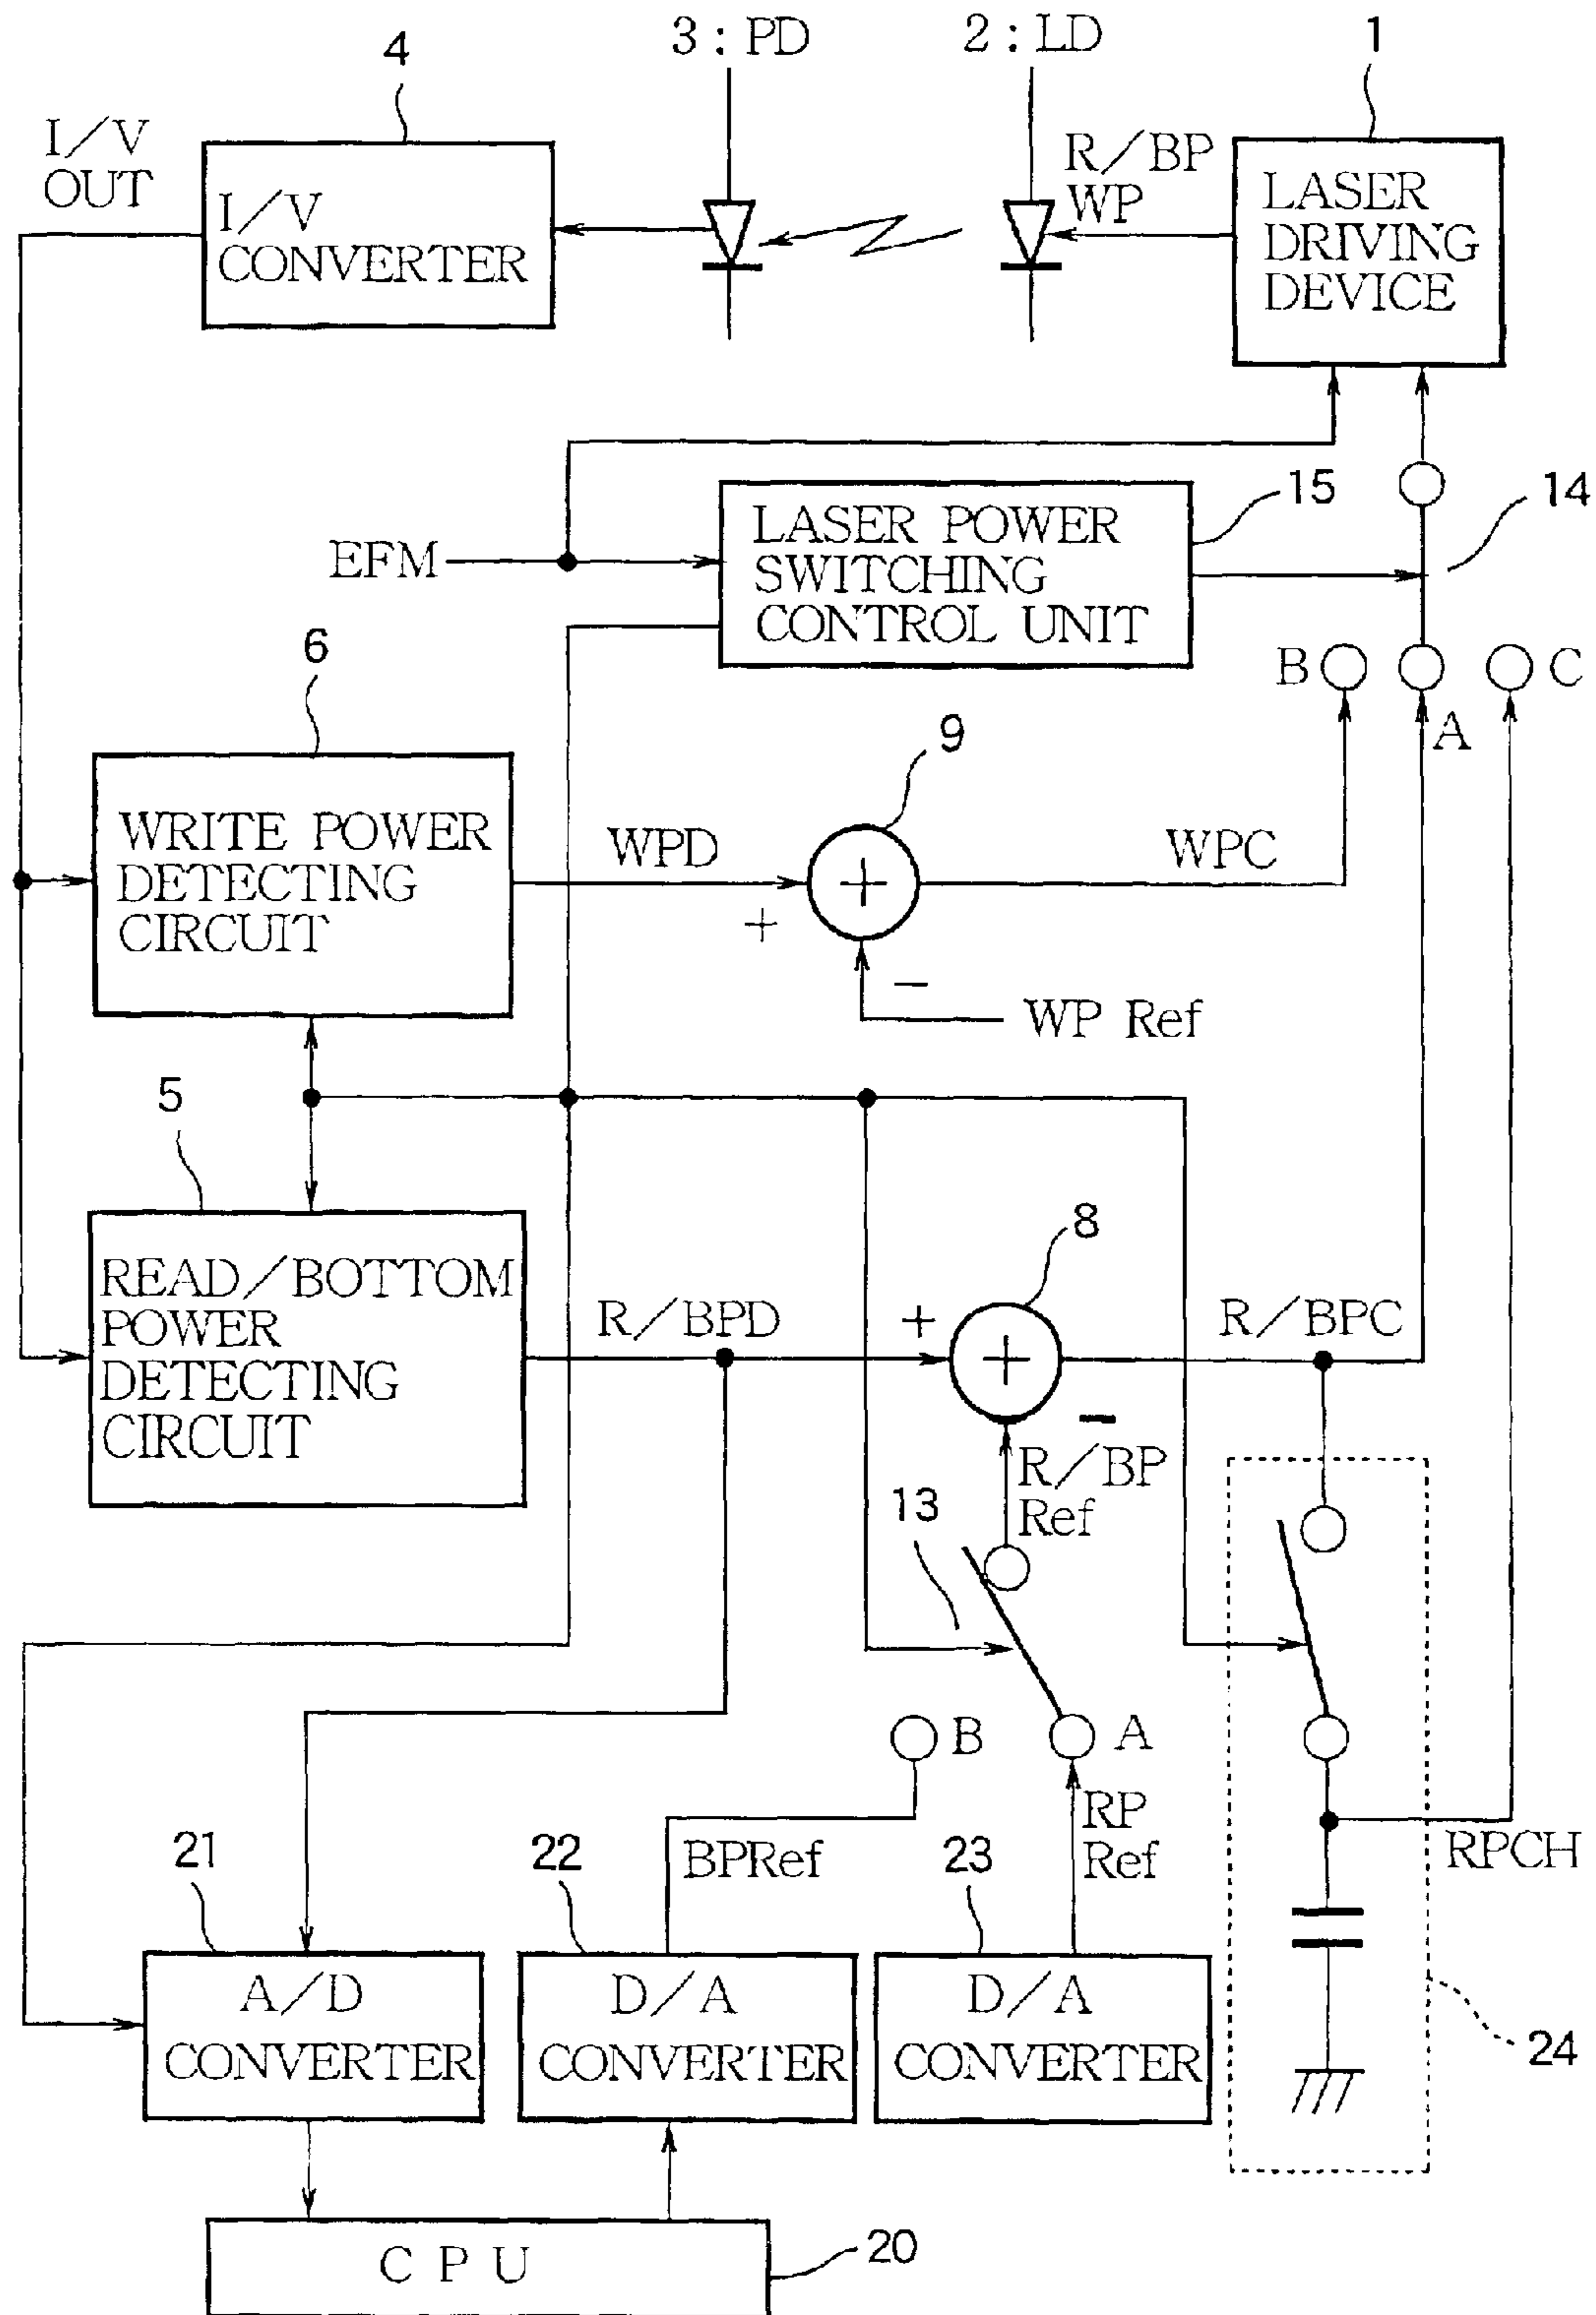 3 : PD
2 : LD
1
4
I/V
OUT
I/V
CONVERTER
R/BP
WP
LASER
DRIVING
DEVICE
15
14
EFM
LASER POWER
SWITCHING
CONTROL UNIT
B
A
C
6
9
WRITE POWER
DETECTING
CIRCUIT
WPD
+
+
WPC
−
WP Ref
5
8
READ/BOTTOM
POWER
DETECTING
CIRCUIT
R/BPD
+
+
R/BPC
−
R/BP
Ref
13
B
A
RP
Ref
BPRef
RPCH
21
22
23
A/D
CONVERTER
D/A
CONVERTER
D/A
CONVERTER
24
CPU
20